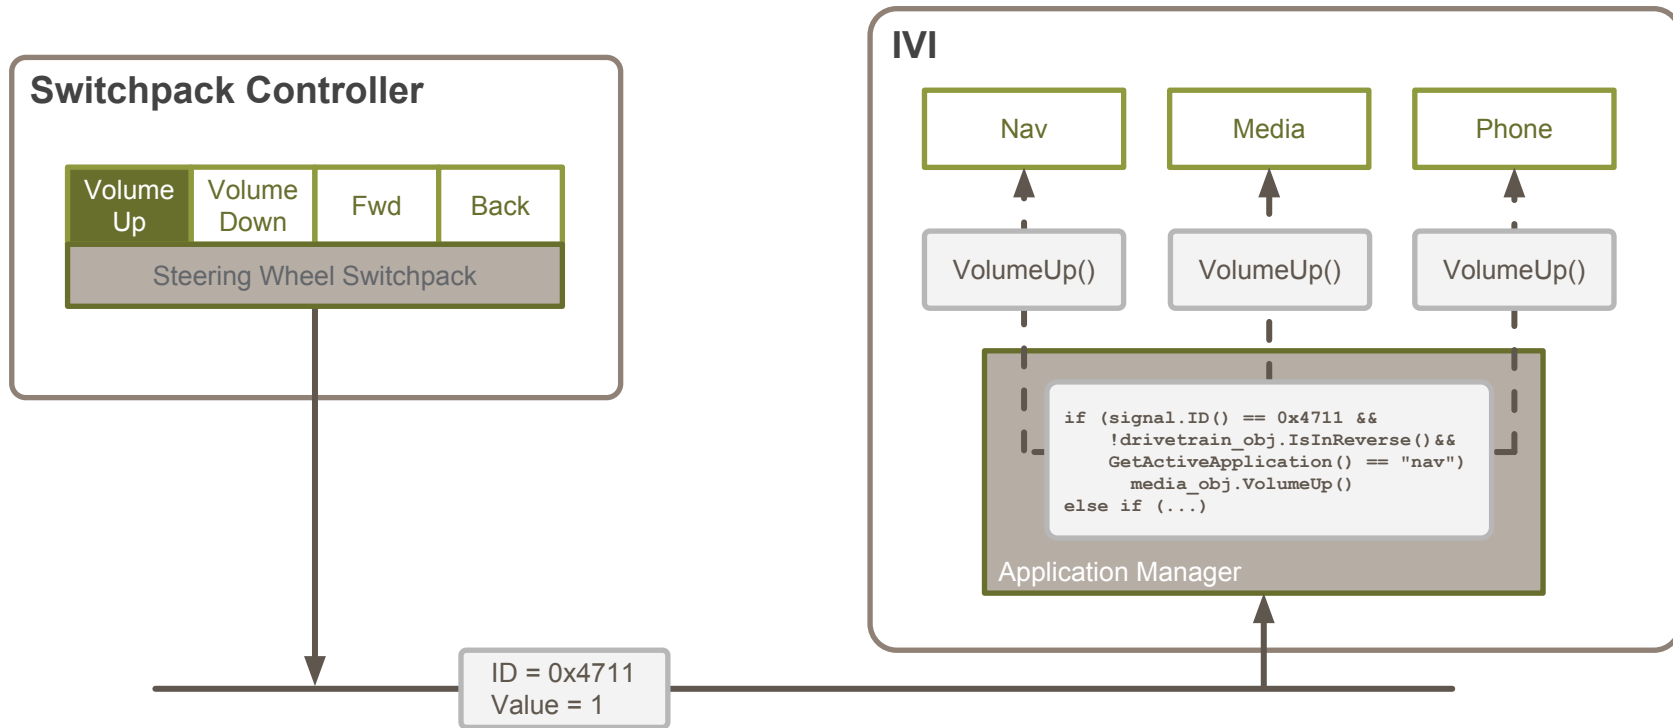 Switchpack Controller
Volume
Up
Volume
Down
Fwd
Back
Steering Wheel Switchpack
ID = 0x4711
Value = 1
IVI
Nav
Media
Phone
VolumeUp()
VolumeUp()
VolumeUp()
if (signal.ID() == 0x4711 &&
!drivetrain_obj.IsInReverse()&&
GetActiveApplication() == "nav")
media_obj.VolumeUp()
else if (...)
Application Manager